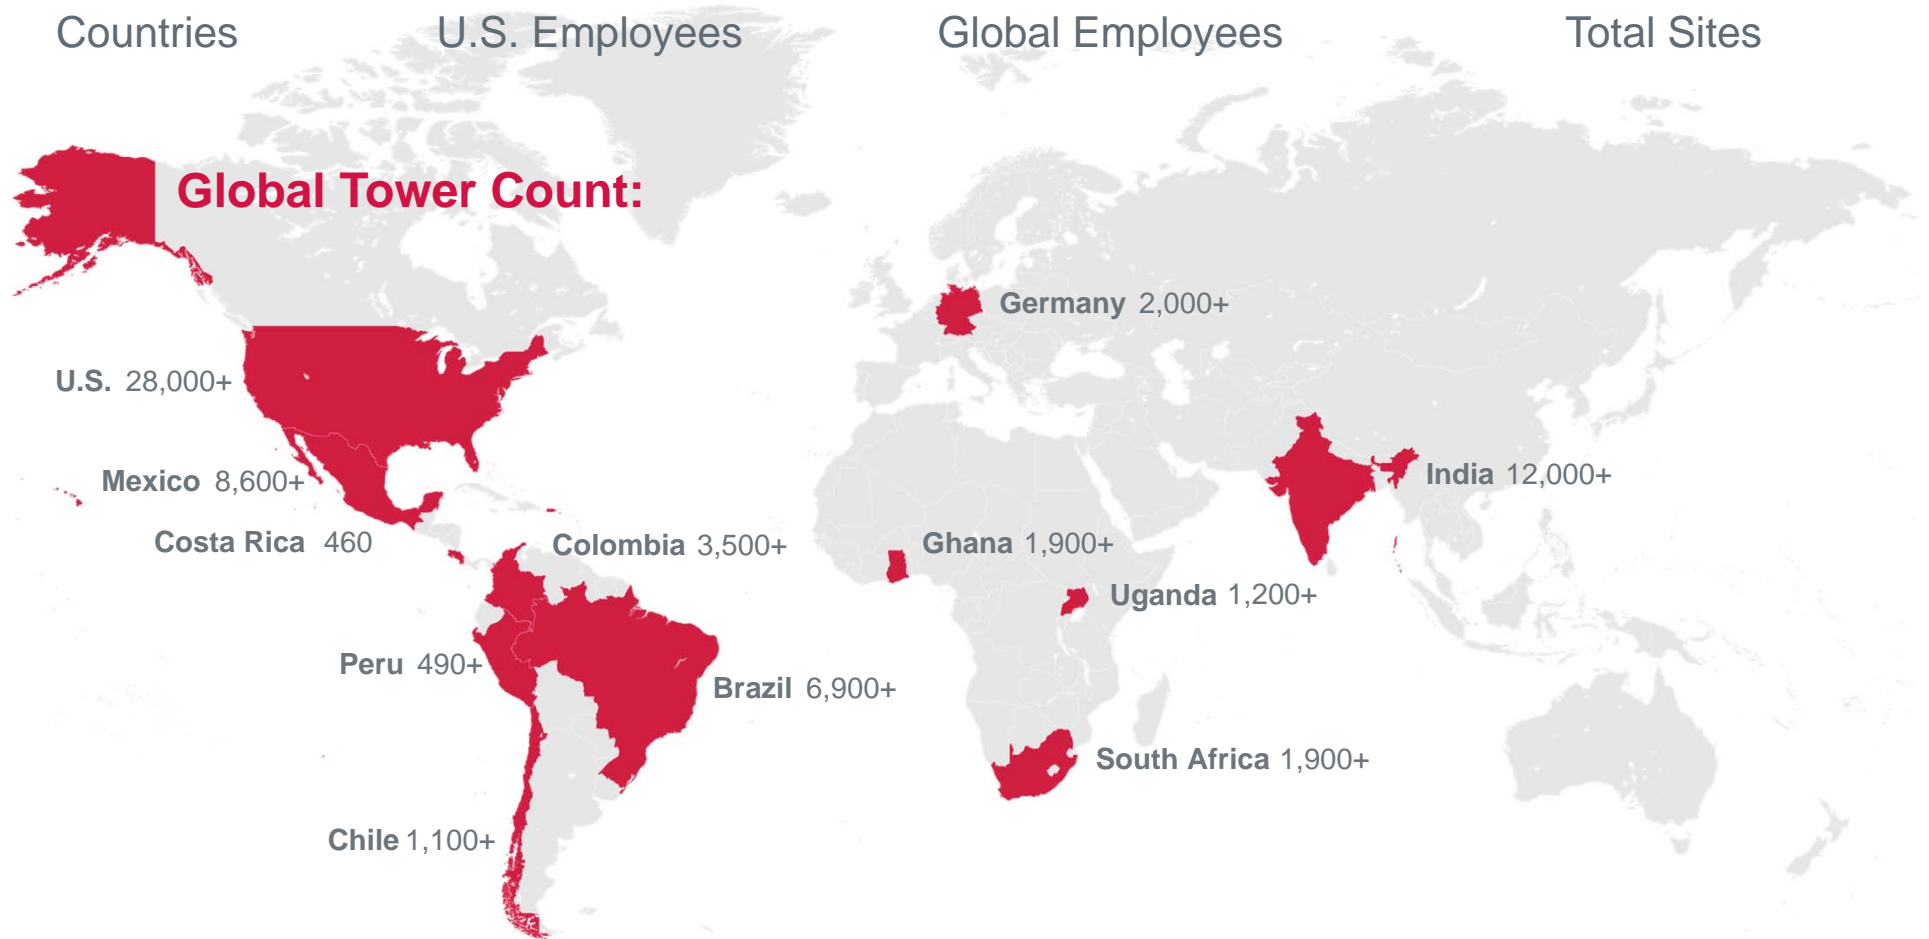 Countries
U.S. Employees
Global Employees
Total Sites
Global Tower Count:
Germany 2,000+
U.S. 28,000+
India 12,000+
Mexico 8,600+
Costa Rica 460
Colombia 3,500+
Ghana 1,900+
Uganda 1,200+
Peru 490+
Brazil 6,900+
South Africa 1,900+
Chile 1,100+